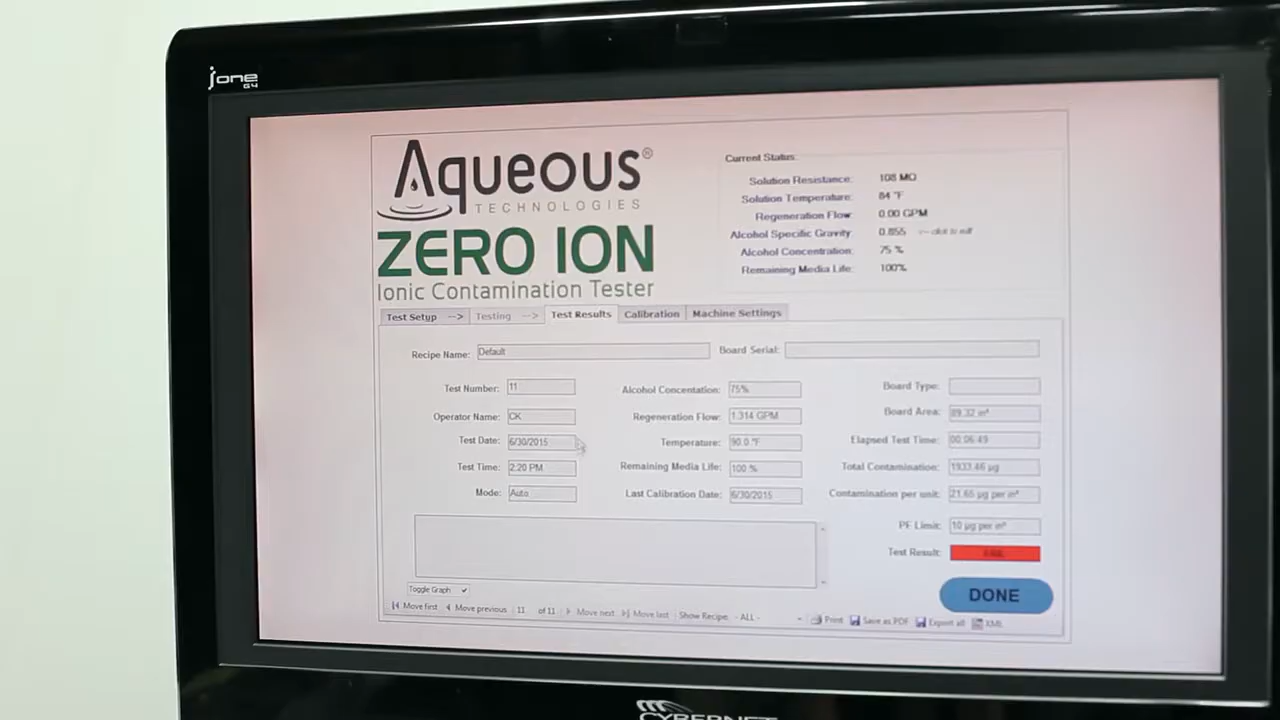 jone
G4
Aqueous®
TECHNOLOGIES
ZERO ION
Ionic Contamination Tester
Current Status:
Solution Resistance: 108 MΩ
Solution Temperature: 84 °F
Regeneration Flow: 0.00 GPM
Alcohol Specific Gravity: 0.855 <-- click to edit
Alcohol Concentration: 75 %
Remaining Media Life: 100%
Test Setup --> Testing --> Test Results Calibration Machine Settings
Recipe Name: Default Board Serial:
Test Number: 11 Alcohol Concentation: 75% Board Type:
Operator Name: CK Regeneration Flow: 1.314 GPM Board Area: 89.32 in²
Test Date: 6/30/2015 Temperature: 90.0 °F Elapsed Test Time: 00:06:49
Test Time: 2:20 PM Remaining Media Life: 100 % Total Contamination: 1933.46 µg
Mode: Auto Last Calibration Date: 6/30/2015 Contamination per unit: 21.65 µg per in²
PF Limit: 10 µg per in²
Test Result: FAIL
DONE
Toggle Graph
Move first Move previous 11 of 11 Move next Move last Show Recipe: - ALL - Print Save as PDF Export all XML
CYBERNET